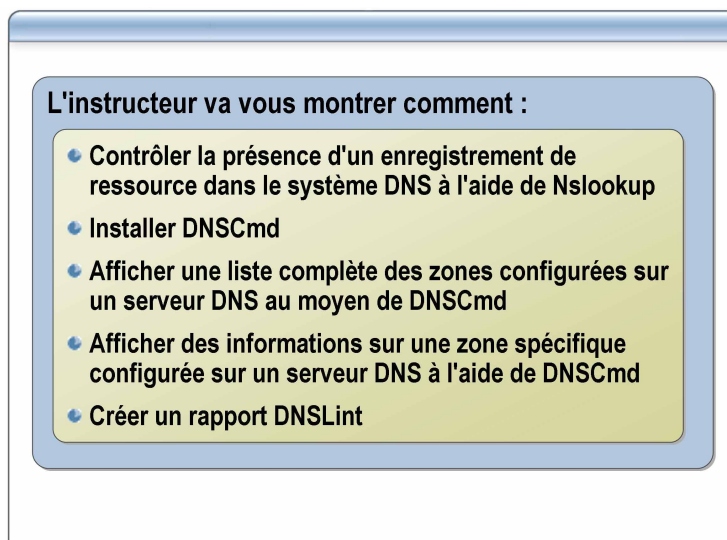 L'instructeur va vous montrer comment :
Contrôler la présence d'un enregistrement de
ressource dans le système DNS à l'aide de Nslookup
Installer DNSCmd
Afficher une liste complète des zones configurées sur
un serveur DNS au moyen de DNSCmd
Afficher des informations sur une zone spécifique
configurée sur un serveur DNS à l'aide de DNSCmd
Créer un rapport DNSLint